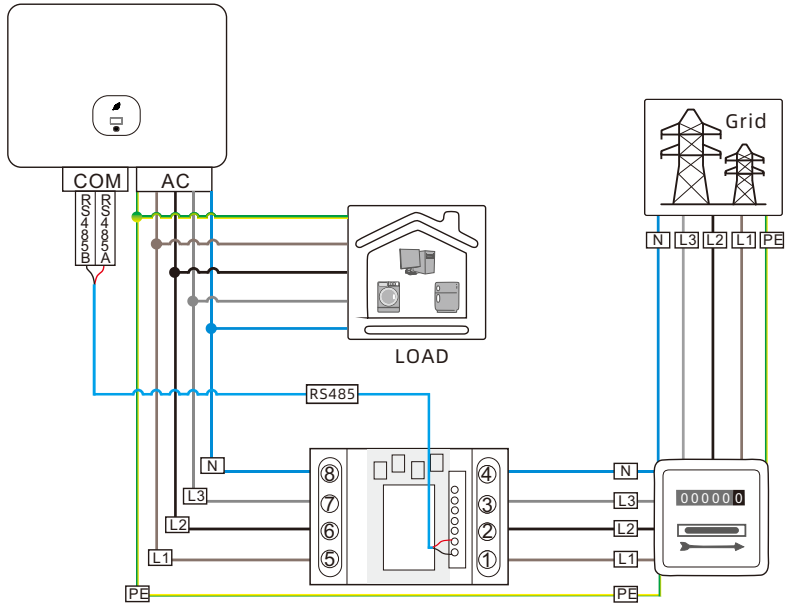 Grid
COM
AC
RS485B
RS485A
N
L3
L2
L1
PE
LOAD
RS485
N
8
4
N
L3
7
3
L3
000000
L2
6
2
L2
L1
5
1
L1
PE
PE